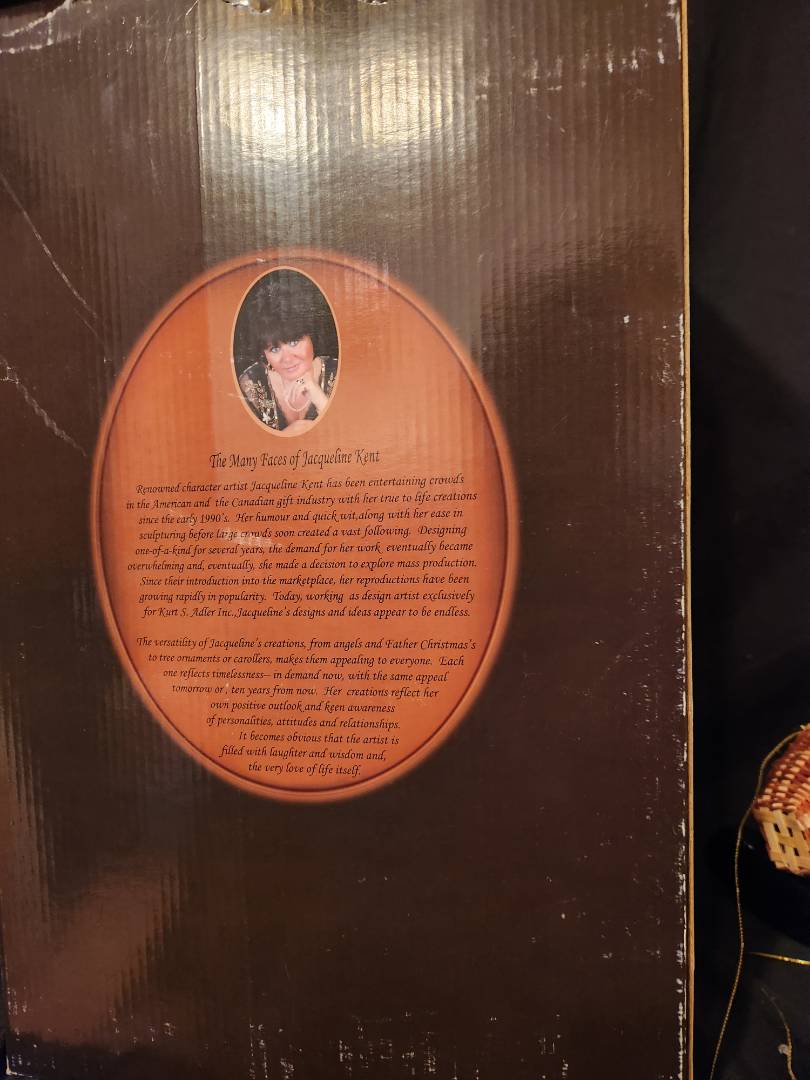 The Many Faces of Jacqueline Kent
Renowned character artist Jacqueline Kent has been entertaining crowds
in the American and the Canadian gift industry with her true to life creations
since the early 1990's. Her humour and quick wit,along with her ease in
sculpturing before large crowds soon created a vast following. Designing
one-of-a-kind for several years, the demand for her work eventually became
overwhelming and, eventually, she made a decision to explore mass production.
Since their introduction into the marketplace, her reproductions have been
growing rapidly in popularity. Today, working as design artist exclusively
for Kurt S. Adler Inc.,Jacqueline's designs and ideas appear to be endless.
The versatility of Jacqueline's creations, from angels and Father Christmas's
to tree ornaments or carollers, makes them appealing to everyone. Each
one reflects timelessness-- in demand now, with the same appeal
tomorrow or, ten years from now. Her creations reflect her
own positive outlook and keen awareness
of personalities, attitudes and relationships.
It becomes obvious that the artist is
filled with laughter and wisdom and,
the very love of life itself.